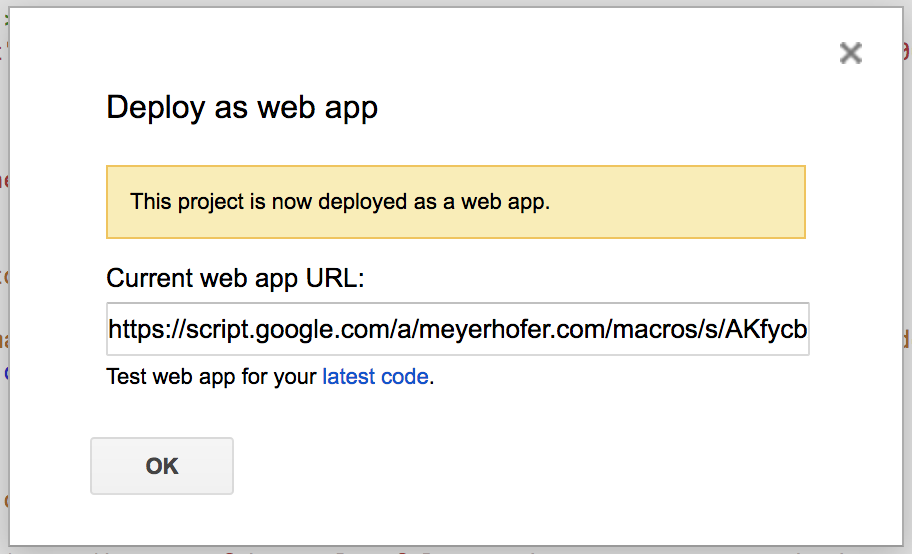 Deploy as web app
This project is now deployed as a web app.
Current web app URL:
https://script.google.com/a/meyerhofer.com/macros/s/AKfycb
Test web app for your latest code.
OK